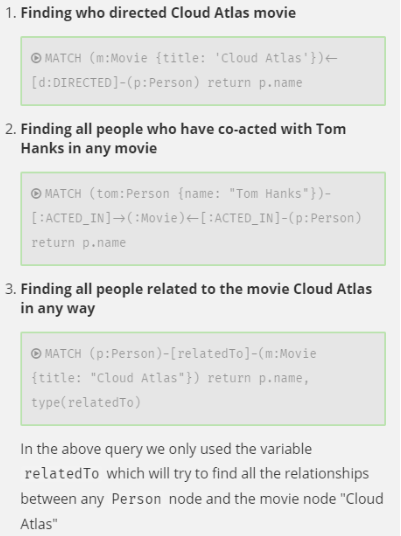 1. Finding who directed Cloud Atlas movie
MATCH (m:Movie {title: 'Cloud Atlas'})<-
[d:DIRECTED]-(p:Person) return p.name
2. Finding all people who have co-acted with Tom
Hanks in any movie
MATCH (tom:Person {name: "Tom Hanks"})-
[:ACTED_IN]->(:Movie)<-[:ACTED_IN]-(p:Person)
return p.name
3. Finding all people related to the movie Cloud Atlas
in any way
MATCH (p:Person)-[relatedTo]-(m:Movie
{title: "Cloud Atlas"}) return p.name,
type(relatedTo)
In the above query we only used the variable
relatedTo which will try to find all the relationships
between any Person node and the movie node "Cloud
Atlas"